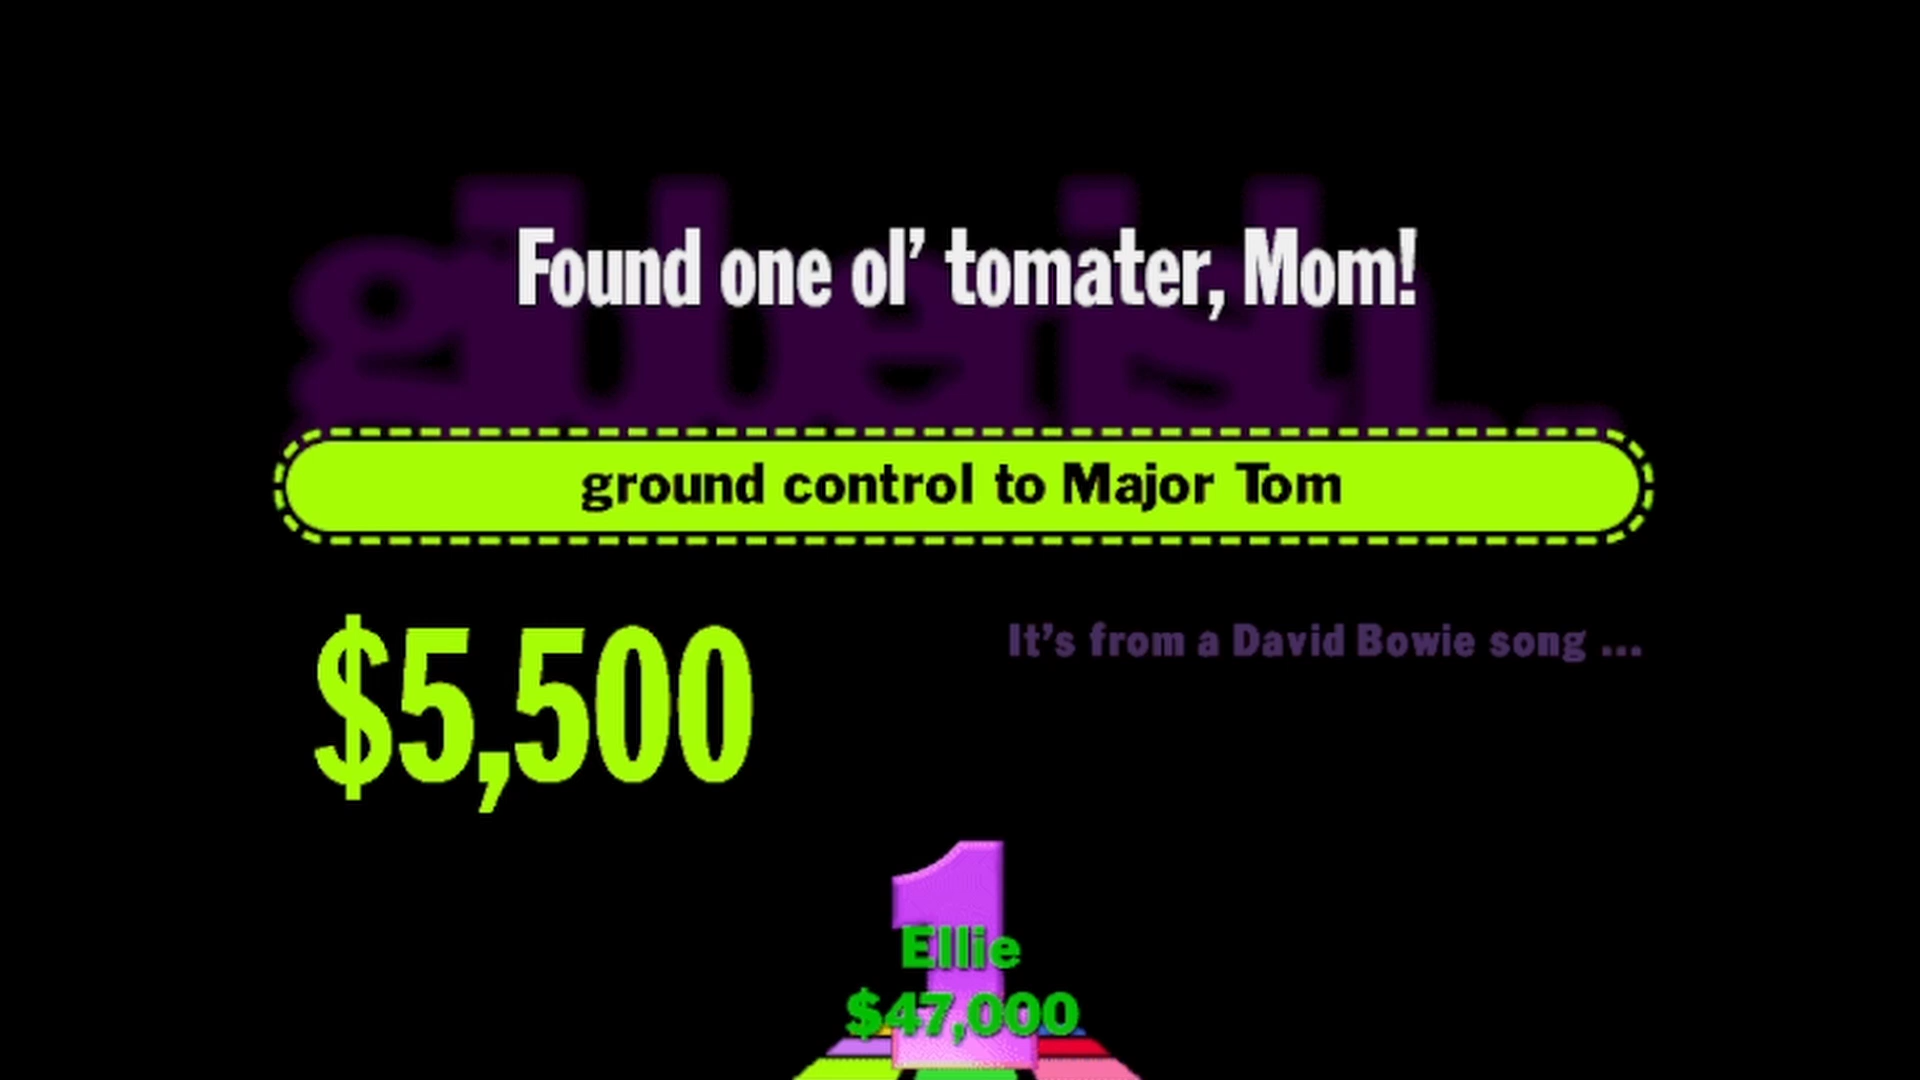 Found one ol’ tomater, Mom!
ground control to Major Tom
$5,500
It’s from a David Bowie song ...
1
Ellie
$47,000